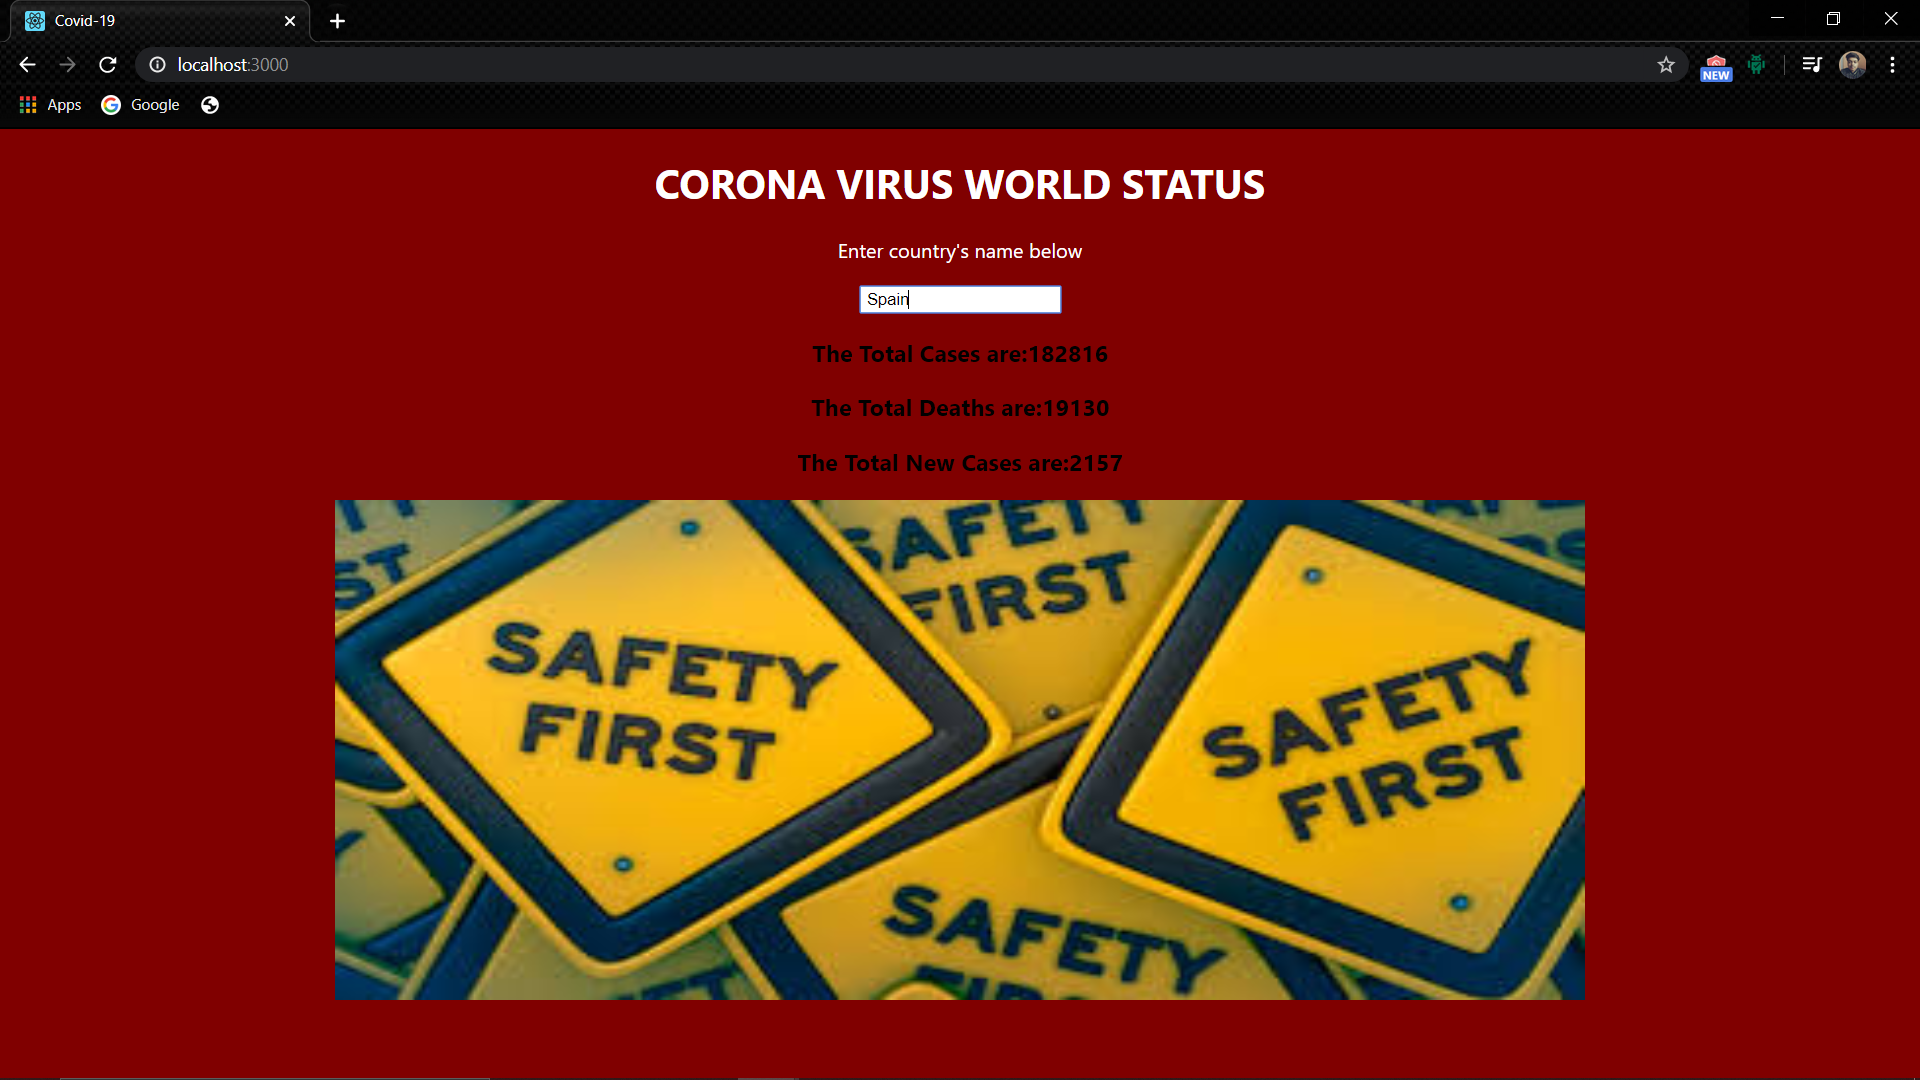 Covid-19
localhost:3000
NEW
Apps
Google
CORONA VIRUS WORLD STATUS
Enter country's name below
Spain
The Total Cases are:182816
The Total Deaths are:19130
The Total New Cases are:2157
SAFETY
FIRST
SAFETY
FIRST
SAFETY
FIRST
SAFETY
ST